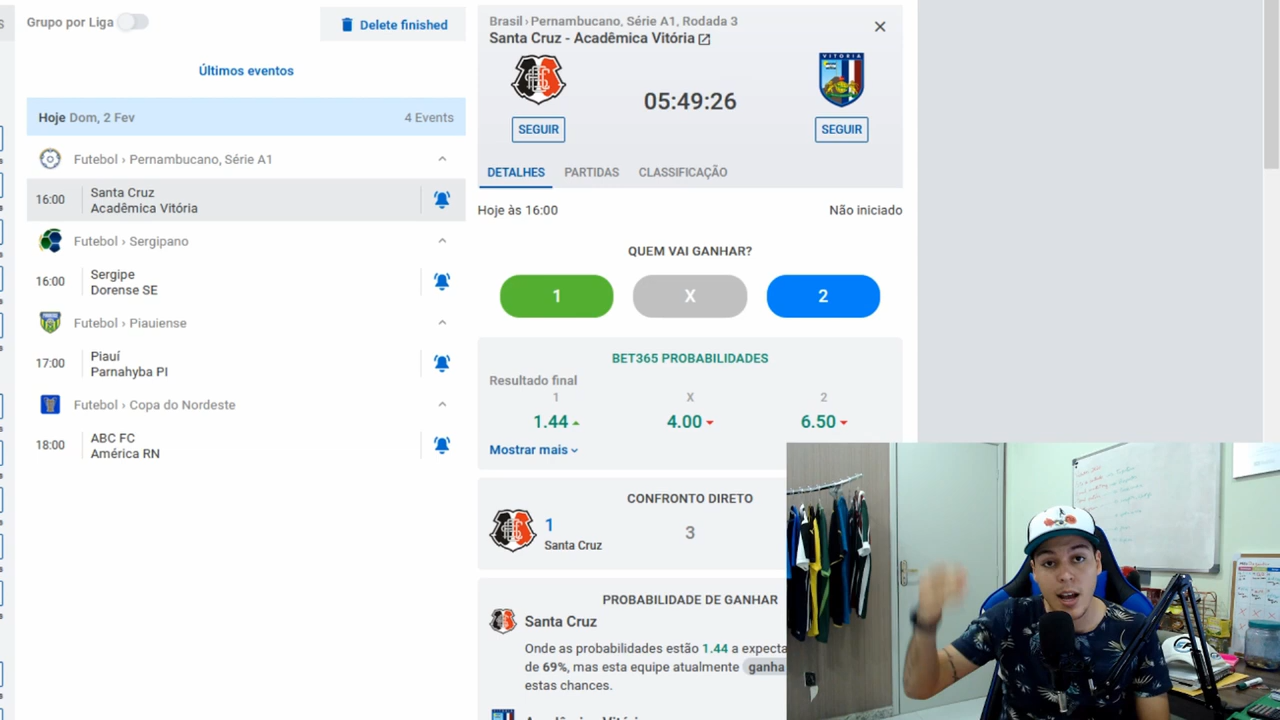 Grupo por Liga
Delete finished
Últimos eventos
Hoje Dom, 2 Fev
4 Events
Futebol › Pernambucano, Série A1
16:00
Santa Cruz
Acadêmica Vitória
Futebol › Sergipano
16:00
Sergipe
Dorense SE
Futebol › Piauiense
17:00
Piauí
Parnahyba PI
Futebol › Copa do Nordeste
18:00
ABC FC
América RN
Brasil › Pernambucano, Série A1, Rodada 3
Santa Cruz - Acadêmica Vitória
VITORIA
05:49:26
SEGUIR
SEGUIR
DETALHES
PARTIDAS
CLASSIFICAÇÃO
Hoje às 16:00
Não iniciado
QUEM VAI GANHAR?
1
X
2
BET365 PROBABILIDADES
Resultado final
1
X
2
1.44
4.00
6.50
Mostrar mais
CONFRONTO DIRETO
1
Santa Cruz
3
PROBABILIDADE DE GANHAR
Santa Cruz
Onde as probabilidades estão 1.44 a expecta
de 69%, mas esta equipe atualmente ganha
estas chances.